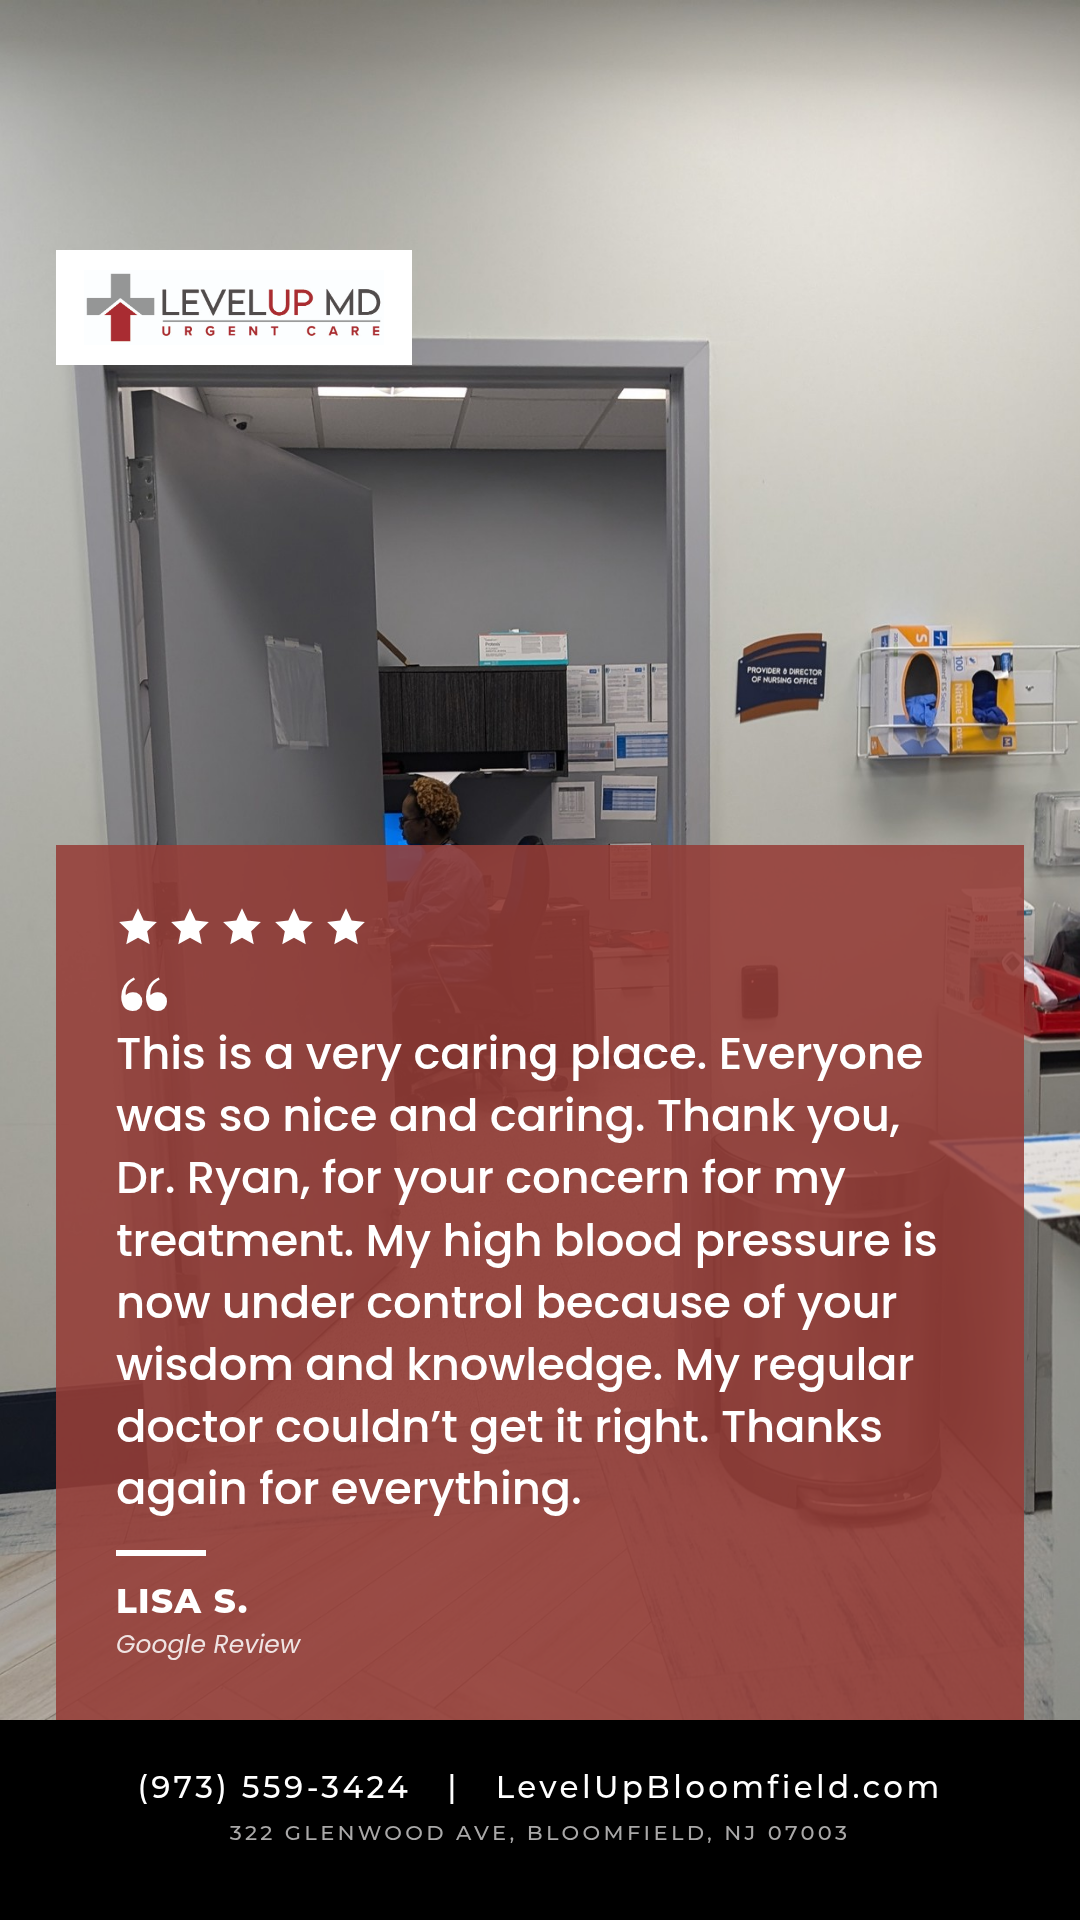 LEVELUP MD
URGENT CARE
PROVIDER & DIRECTOR
OF NURSING OFFICE
S
100
Nitrile
“
This is a very caring place. Everyone
was so nice and caring. Thank you,
Dr. Ryan, for your concern for my
treatment. My high blood pressure is
now under control because of your
wisdom and knowledge. My regular
doctor couldn’t get it right. Thanks
again for everything.
LISA S.
Google Review
(973) 559-3424 | LevelUpBloomfield.com
322 GLENWOOD AVE, BLOOMFIELD, NJ 07003